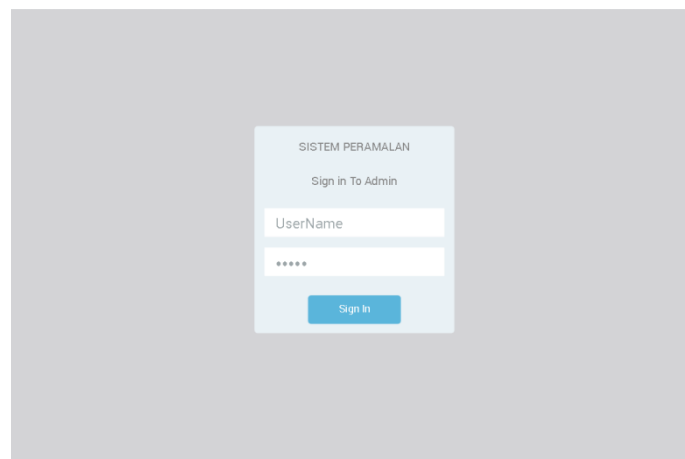 SISTEM PERAMALAN
Sign in To Admin
UserName
•••••
Sign In